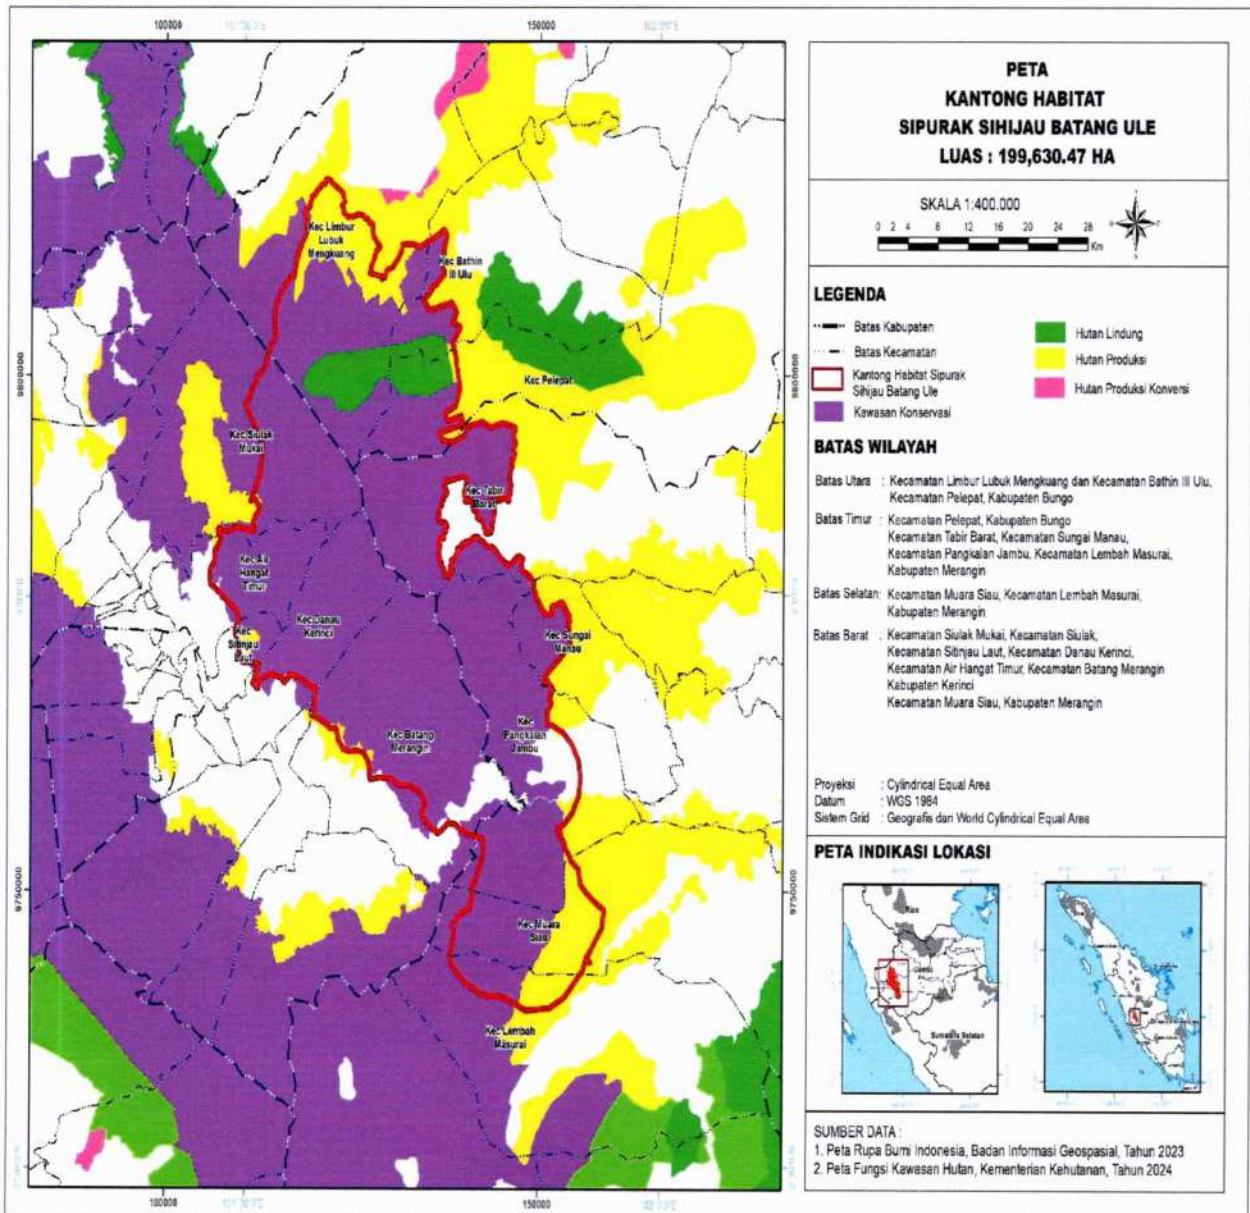 100000
150000
PETA
KANTONG HABITAT
SIPURAK SIHIJAU BATANG ULE
LUAS : 199,630.47 HA
SKALA 1:400.000
0 2 4 8 12 16 20 24 28
Km
Kec Limbur
Lubuk
Mengkuang
Kec Bathin
III Ulu
Kec Pelepat
Kec Siulak
Mukai
Kec Tabir
Barat
Kec Air
Hangat
Timur
Kec Danau
Kerinci
Kec
Sitinjau
Laut
Kec Sungai
Manau
Kec Batang
Merangin
Kec
Pangkalan
Jambu
Kec Muara
Siau
Kec Lembah
Masurai
9800000
9800000
9750000
9750000
100000
150000
LEGENDA
Batas Kabupaten
Batas Kecamatan
Kantong Habitat Sipurak
Sihijau Batang Ule
Kawasan Konservasi
Hutan Lindung
Hutan Produksi
Hutan Produksi Konversi
BATAS WILAYAH
Batas Utara : Kecamatan Limbur Lubuk Mengkuang dan Kecamatan Bathin III Ulu,
Kecamatan Pelepat, Kabupaten Bungo
Batas Timur : Kecamatan Pelepat, Kabupaten Bungo
Kecamatan Tabir Barat, Kecamatan Sungai Manau,
Kecamatan Pangkalan Jambu, Kecamatan Lembah Masurai,
Kabupaten Merangin
Batas Selatan: Kecamatan Muara Siau, Kecamatan Lembah Masurai,
Kabupaten Merangin
Batas Barat : Kecamatan Siulak Mukai, Kecamatan Siulak,
Kecamatan Sitinjau Laut, Kecamatan Danau Kerinci,
Kecamatan Air Hangat Timur, Kecamatan Batang Merangin
Kabupaten Kerinci
Kecamatan Muara Siau, Kabupaten Merangin
Proyeksi : Cylindrical Equal Area
Datum : WGS 1984
Sistem Grid : Geografis dan World Cylindrical Equal Area
PETA INDIKASI LOKASI
Riau
Jambi
Sumatera Selatan
SUMBER DATA :
1. Peta Rupa Bumi Indonesia, Badan Informasi Geospasial, Tahun 2023
2. Peta Fungsi Kawasan Hutan, Kementerian Kehutanan, Tahun 2024